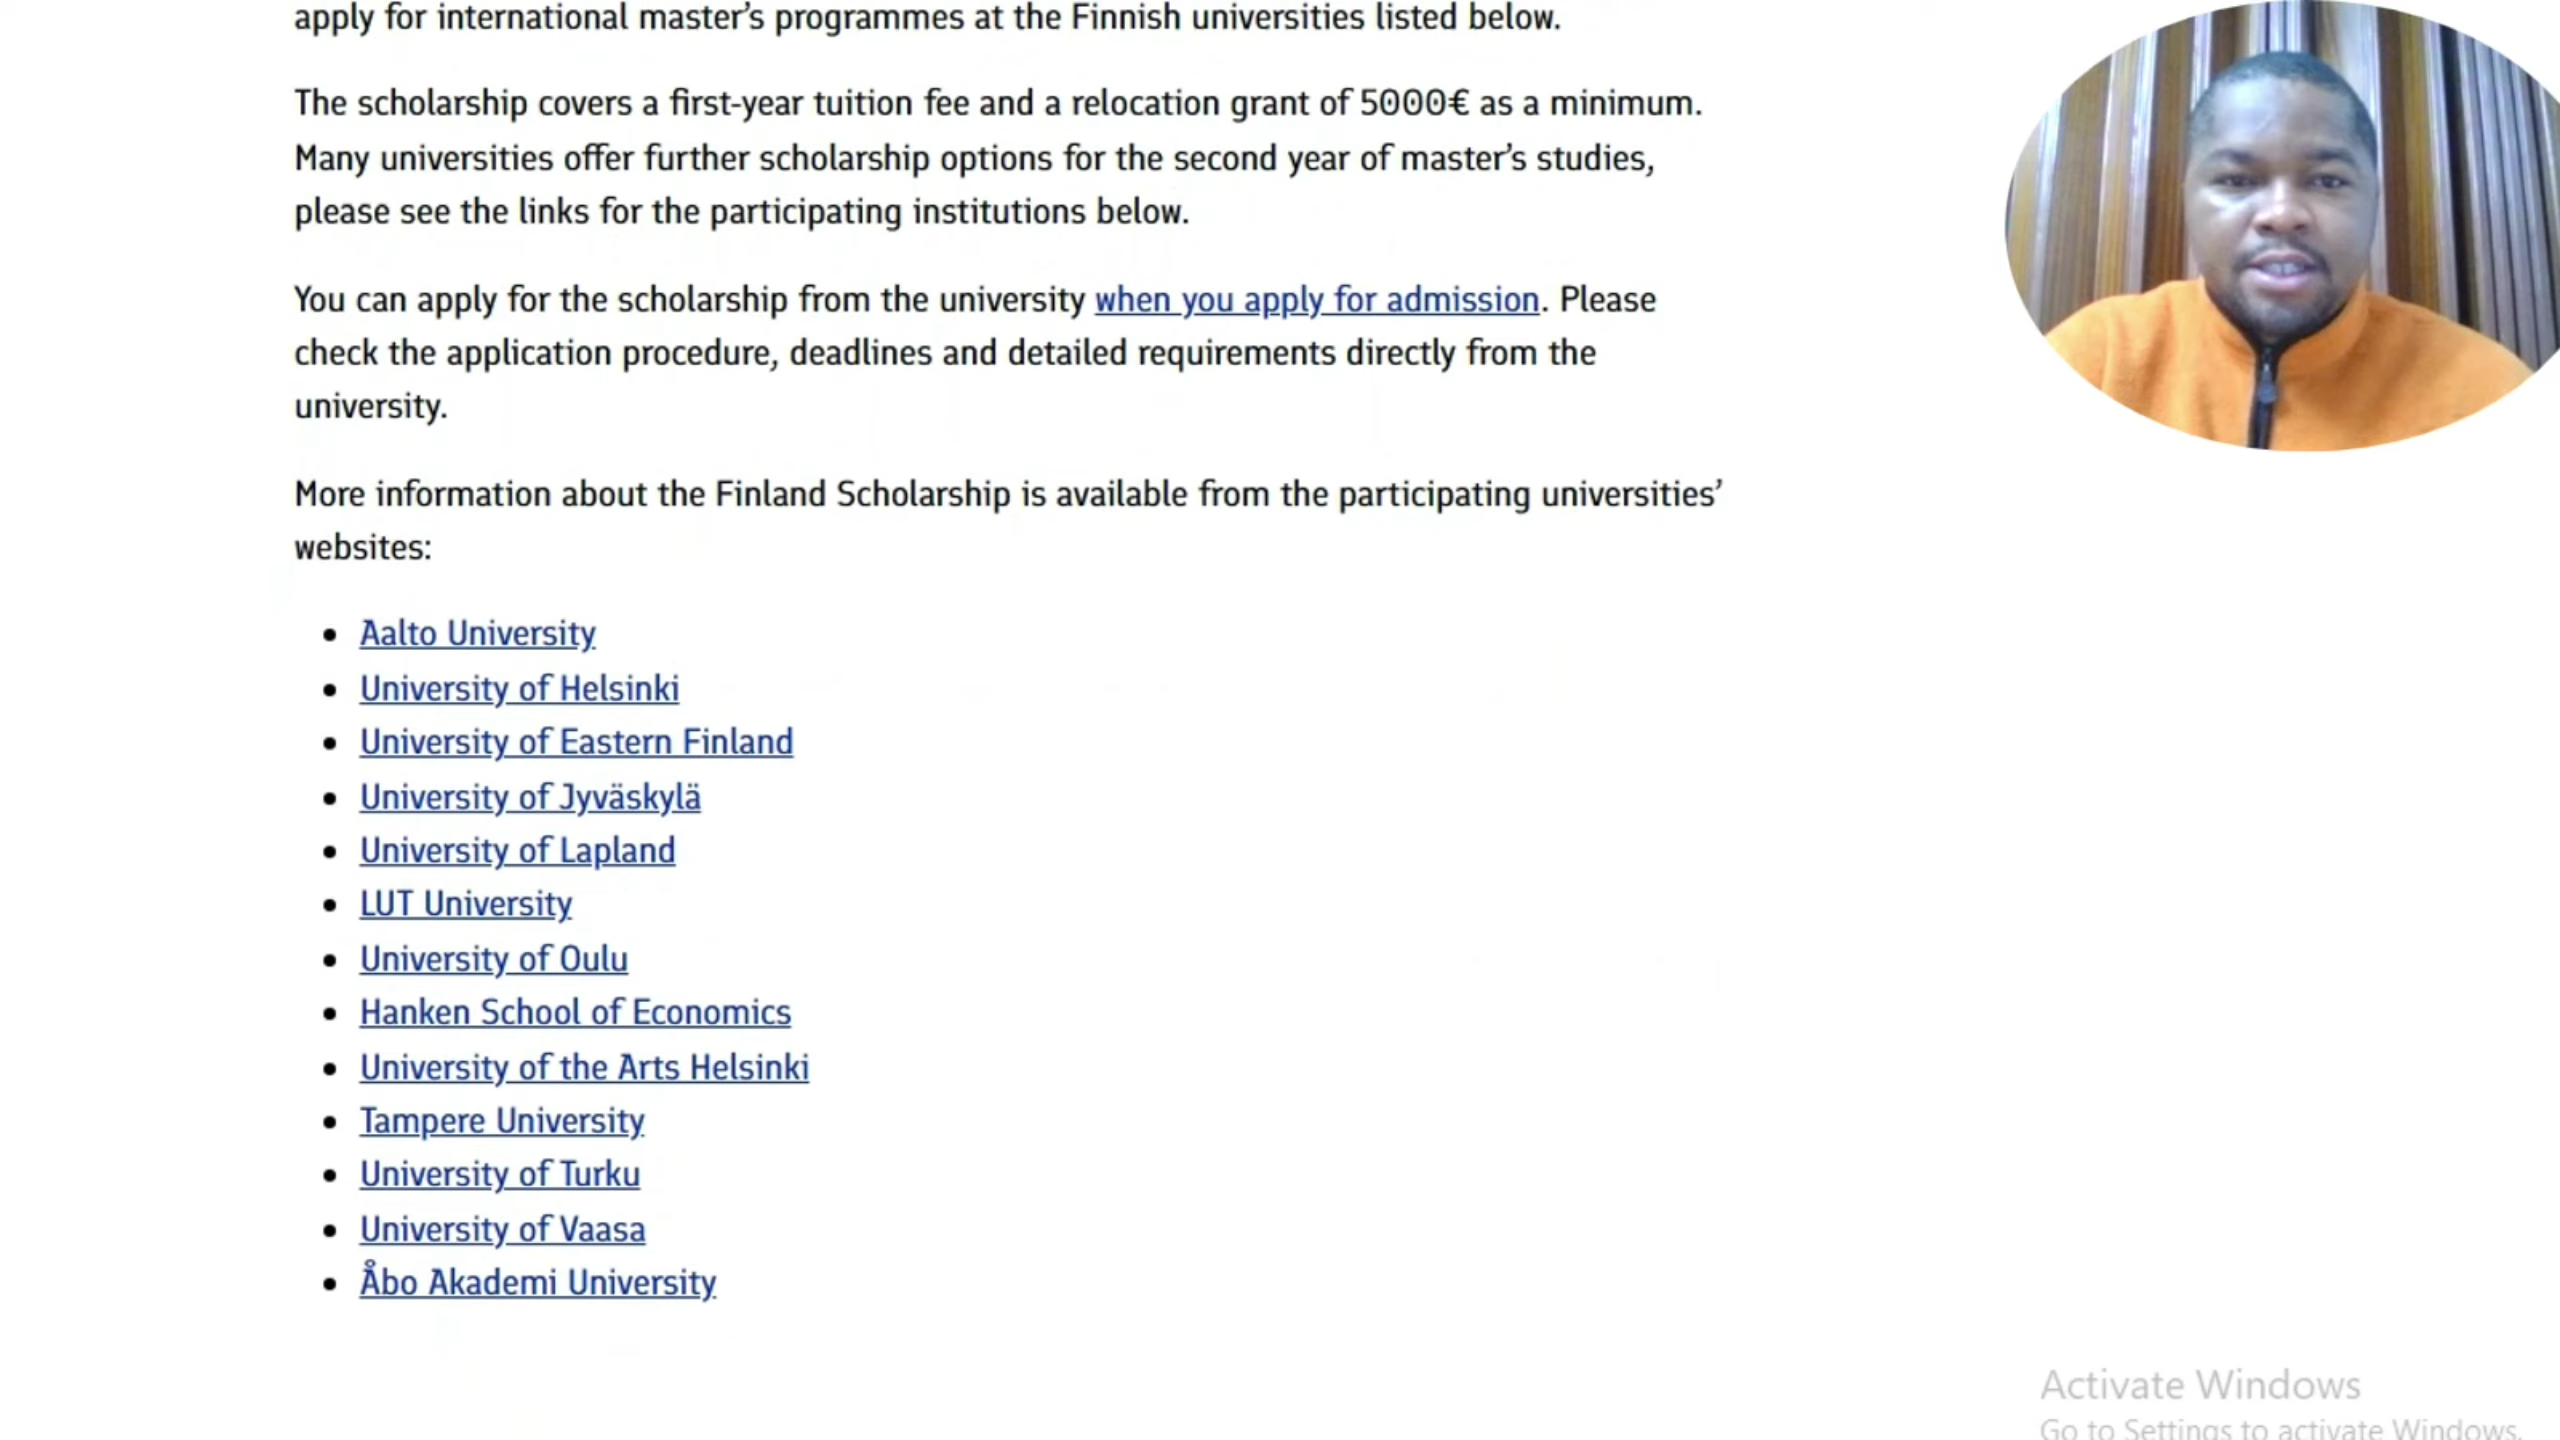 apply for international master's programmes at the Finnish universities listed below.
The scholarship covers a first-year tuition fee and a relocation grant of 5000€ as a minimum.
Many universities offer further scholarship options for the second year of master's studies,
please see the links for the participating institutions below.
You can apply for the scholarship from the university when you apply for admission. Please
check the application procedure, deadlines and detailed requirements directly from the
university.
More information about the Finland Scholarship is available from the participating universities'
websites:
• Aalto University
• University of Helsinki
• University of Eastern Finland
• University of Jyväskylä
• University of Lapland
• LUT University
• University of Oulu
• Hanken School of Economics
• University of the Arts Helsinki
• Tampere University
• University of Turku
• University of Vaasa
• Åbo Akademi University
Activate Windows
Go to Settings to activate Windows.